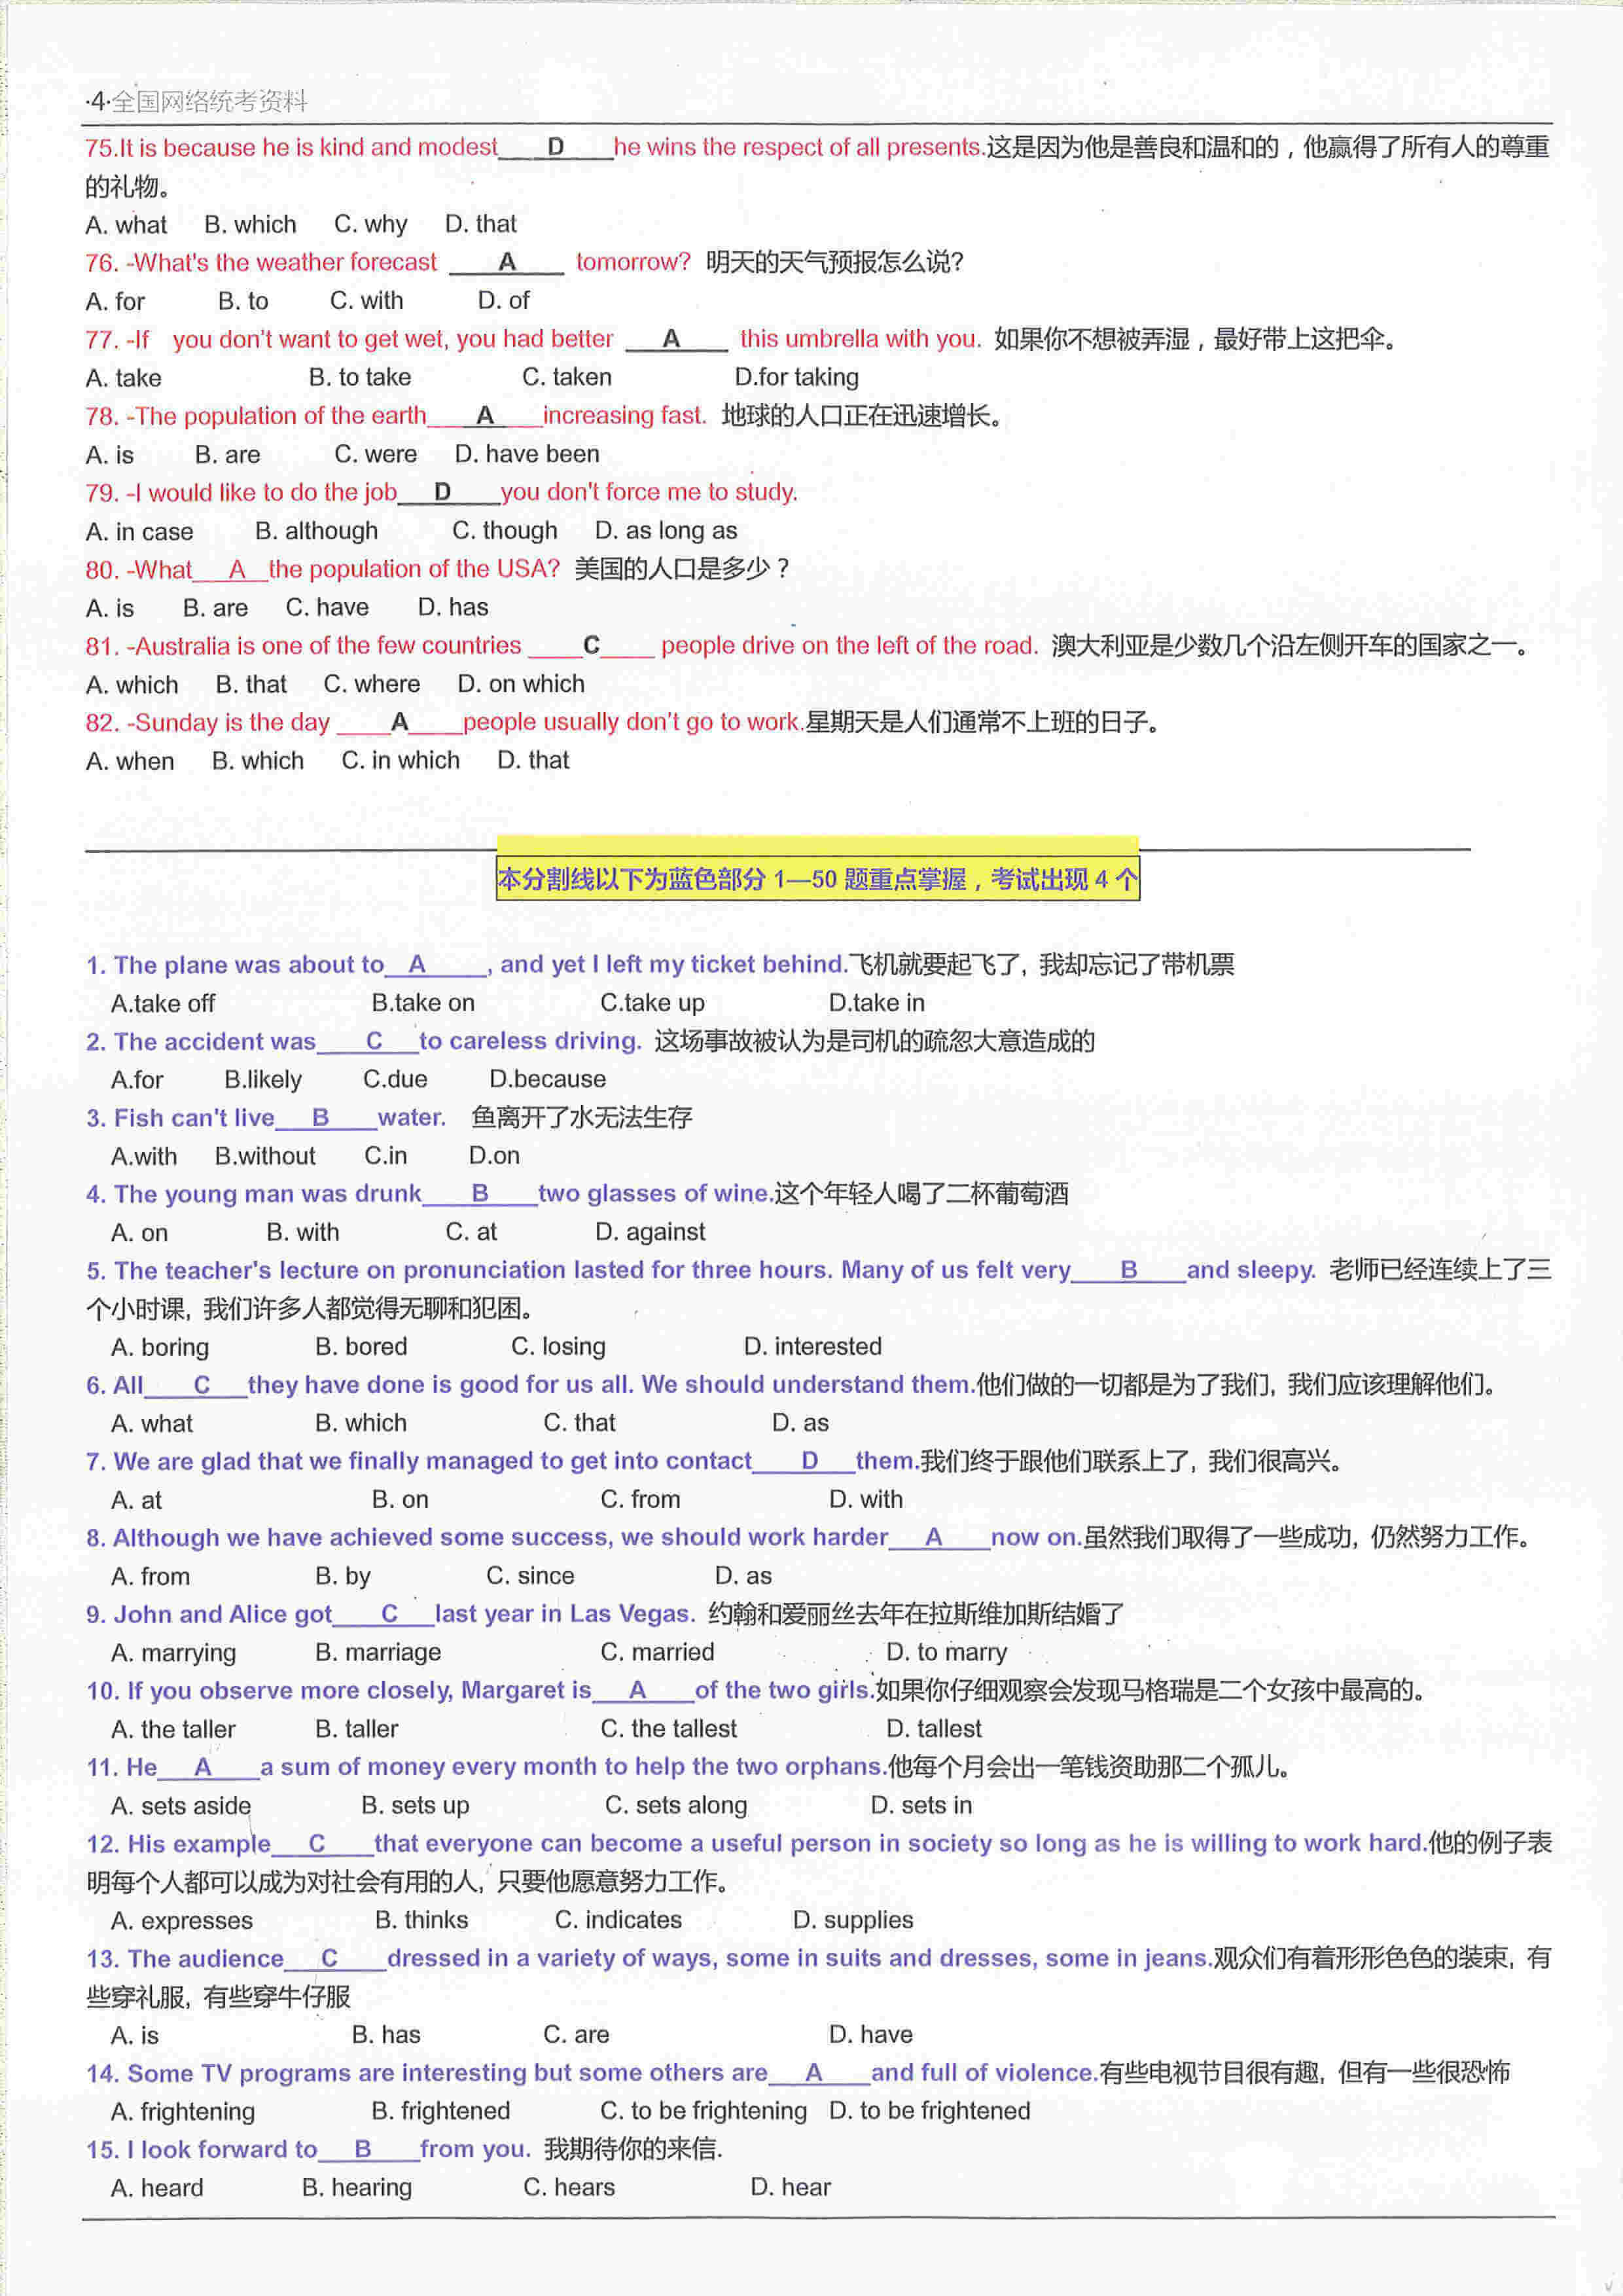 ·4·全国网络统考资料
75.It is because he is kind and modest____D____he wins the respect of all presents.这是因为他是善良和温和的，他赢得了所有人的尊重
的礼物。
A. what B. which C. why D. that
76. -What's the weather forecast ____A____ tomorrow? 明天的天气预报怎么说?
A. for B. to C. with D. of
77. -If you don't want to get wet, you had better ___A____ this umbrella with you. 如果你不想被弄湿，最好带上这把伞。
A. take B. to take C. taken D.for taking
78. -The population of the earth____A____increasing fast. 地球的人口正在迅速增长。
A. is B. are C. were D. have been
79. -I would like to do the job___D____you don't force me to study.
A. in case B. although C. though D. as long as
80. -What___A__the population of the USA? 美国的人口是多少？
A. is B. are C. have D. has
81. -Australia is one of the few countries ____C____ people drive on the left of the road. 澳大利亚是少数几个沿左侧开车的国家之一。
A. which B. that C. where D. on which
82. -Sunday is the day ____A____people usually don't go to work.星期天是人们通常不上班的日子。
A. when B. which C. in which D. that
本分割线以下为蓝色部分 1—50 题重点掌握，考试出现 4 个
1. The plane was about to__A____, and yet I left my ticket behind.飞机就要起飞了, 我却忘记了带机票
A.take off B.take on C.take up D.take in
2. The accident was____C___to careless driving. 这场事故被认为是司机的疏忽大意造成的
A.for B.likely C.due D.because
3. Fish can't live___B____water. 鱼离开了水无法生存
A.with B.without C.in D.on
4. The young man was drunk____B____two glasses of wine.这个年轻人喝了二杯葡萄酒
A. on B. with C. at D. against
5. The teacher's lecture on pronunciation lasted for three hours. Many of us felt very____B____and sleepy. 老师已经连续上了三
个小时课, 我们许多人都觉得无聊和犯困。
A. boring B. bored C. losing D. interested
6. All____C___they have done is good for us all. We should understand them.他们做的一切都是为了我们, 我们应该理解他们。
A. what B. which C. that D. as
7. We are glad that we finally managed to get into contact____D___them.我们终于跟他们联系上了, 我们很高兴。
A. at B. on C. from D. with
8. Although we have achieved some success, we should work harder___A____now on.虽然我们取得了一些成功, 仍然努力工作。
A. from B. by C. since D. as
9. John and Alice got____C___last year in Las Vegas. 约翰和爱丽丝去年在拉斯维加斯结婚了
A. marrying B. marriage C. married D. to marry
10. If you observe more closely, Margaret is___A____of the two girls.如果你仔细观察会发现马格瑞是二个女孩中最高的。
A. the taller B. taller C. the tallest D. tallest
11. He___A____a sum of money every month to help the two orphans.他每个月会出一笔钱资助那二个孤儿。
A. sets aside B. sets up C. sets along D. sets in
12. His example___C____that everyone can become a useful person in society so long as he is willing to work hard.他的例子表
明每个人都可以成为对社会有用的人, 只要他愿意努力工作。
A. expresses B. thinks C. indicates D. supplies
13. The audience___C____dressed in a variety of ways, some in suits and dresses, some in jeans.观众们有着形形色色的装束, 有
些穿礼服, 有些穿牛仔服
A. is B. has C. are D. have
14. Some TV programs are interesting but some others are___A____and full of violence.有些电视节目很有趣, 但有一些很恐怖
A. frightening B. frightened C. to be frightening D. to be frightened
15. I look forward to___B____from you. 我期待你的来信.
A. heard B. hearing C. hears D. hear